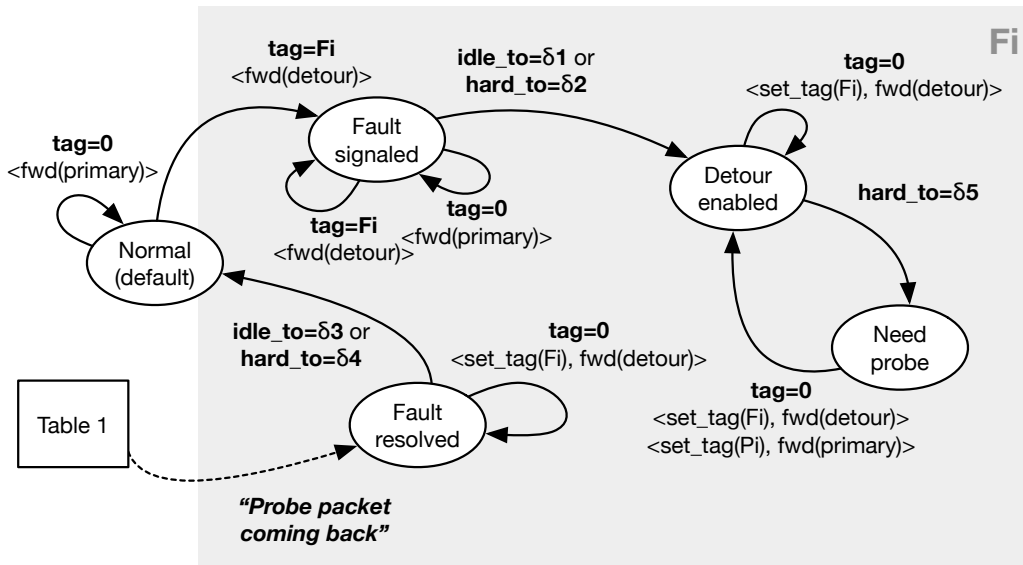 Fi
tag=Fi
<fwd(detour)>
idle_to=δ1 or
hard_to=δ2
tag=0
<set_tag(Fi), fwd(detour)>
tag=0
<fwd(primary)>
Fault
signaled
Detour
enabled
hard_to=δ5
tag=Fi
<fwd(detour)>
tag=0
<fwd(primary)>
Normal
(default)
idle_to=δ3 or
hard_to=δ4
tag=0
<set_tag(Fi), fwd(detour)>
Need
probe
tag=0
<set_tag(Fi), fwd(detour)>
<set_tag(Pi), fwd(primary)>
Table 1
Fault
resolved
“Probe packet
coming back”